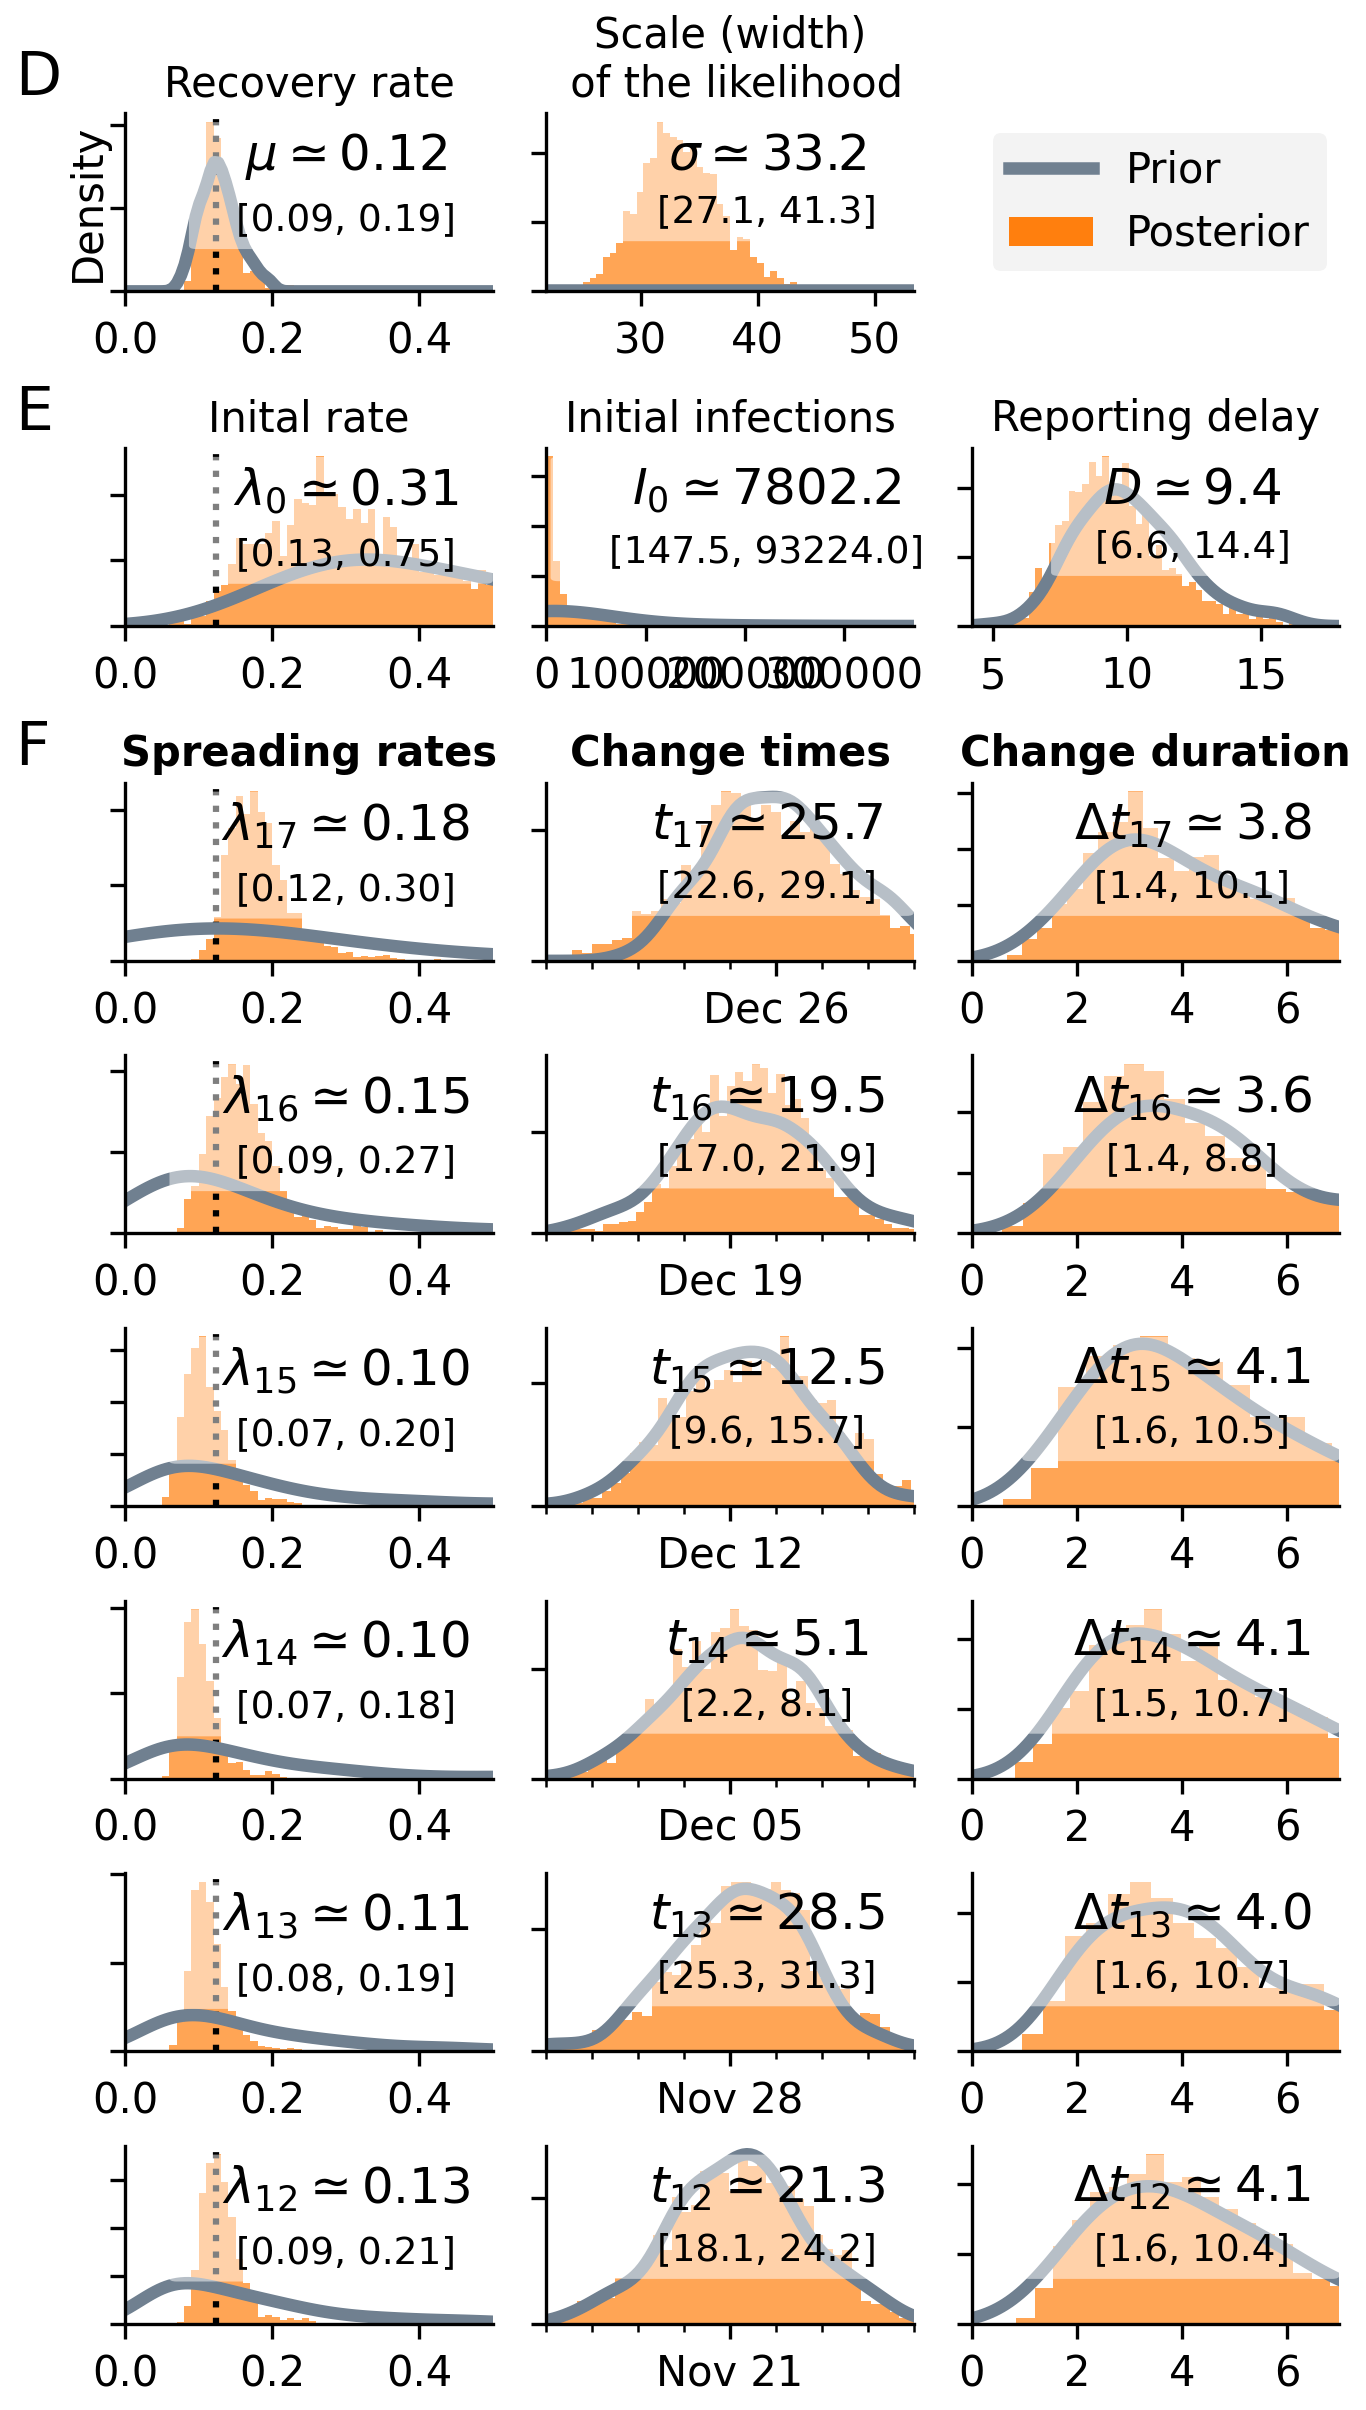 D
Recovery rate
Scale (width)
of the likelihood
Density
μ ≃ 0.12
[0.09, 0.19]
0.0 0.2 0.4
σ ≃ 33.2
[27.1, 41.3]
30 40 50
Prior
Posterior
E
Inital rate
λ0 ≃ 0.31
[0.13, 0.75]
0.0 0.2 0.4
Initial infections
I0 ≃ 7802.2
[147.5, 93224.0]
0 100000 200000 300000
Reporting delay
D ≃ 9.4
[6.6, 14.4]
5 10 15
F
Spreading rates
Change times
Change duration
λ17 ≃ 0.18
[0.12, 0.30]
0.0 0.2 0.4
t17 ≃ 25.7
[22.6, 29.1]
Dec 26
Δt17 ≃ 3.8
[1.4, 10.1]
0 2 4 6
λ16 ≃ 0.15
[0.09, 0.27]
0.0 0.2 0.4
t16 ≃ 19.5
[17.0, 21.9]
Dec 19
Δt16 ≃ 3.6
[1.4, 8.8]
0 2 4 6
λ15 ≃ 0.10
[0.07, 0.20]
0.0 0.2 0.4
t15 ≃ 12.5
[9.6, 15.7]
Dec 12
Δt15 ≃ 4.1
[1.6, 10.5]
0 2 4 6
λ14 ≃ 0.10
[0.07, 0.18]
0.0 0.2 0.4
t14 ≃ 5.1
[2.2, 8.1]
Dec 05
Δt14 ≃ 4.1
[1.5, 10.7]
0 2 4 6
λ13 ≃ 0.11
[0.08, 0.19]
0.0 0.2 0.4
t13 ≃ 28.5
[25.3, 31.3]
Nov 28
Δt13 ≃ 4.0
[1.6, 10.7]
0 2 4 6
λ12 ≃ 0.13
[0.09, 0.21]
0.0 0.2 0.4
t12 ≃ 21.3
[18.1, 24.2]
Nov 21
Δt12 ≃ 4.1
[1.6, 10.4]
0 2 4 6